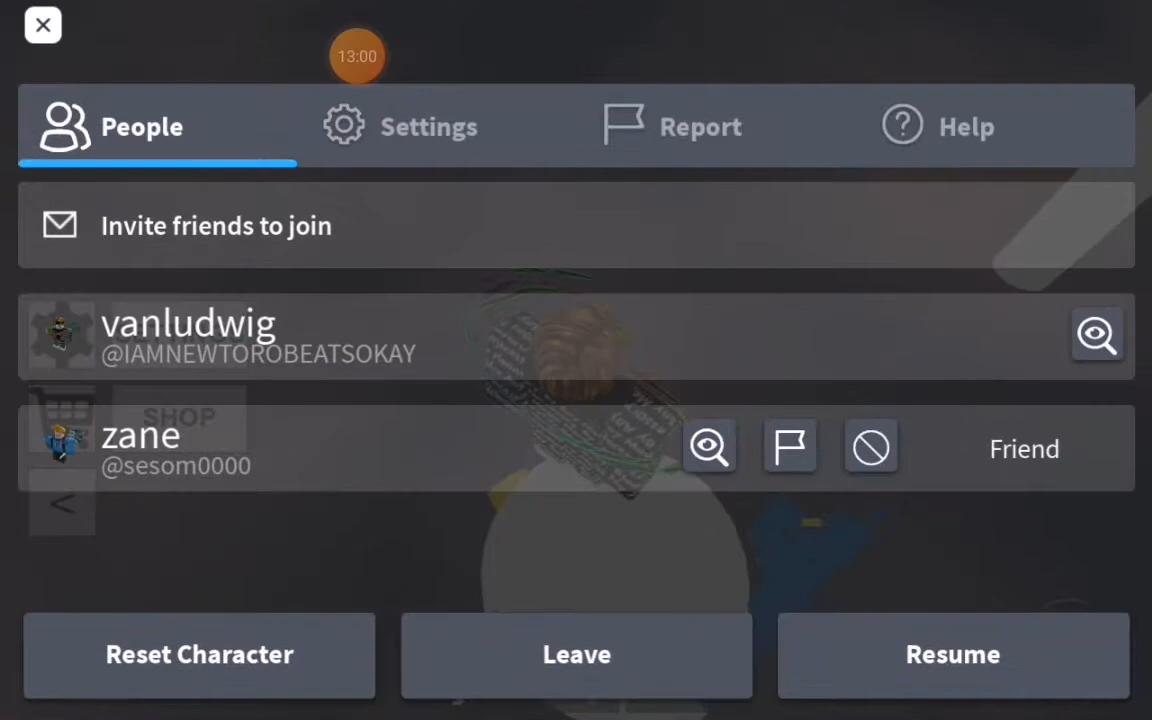 13:00
People
Settings
Report
Help
Invite friends to join
vanludwig
@IAMNEWTOROBEATSOKAY
SHOP
zane
@sesom0000
Friend
<
Reset Character
Leave
Resume